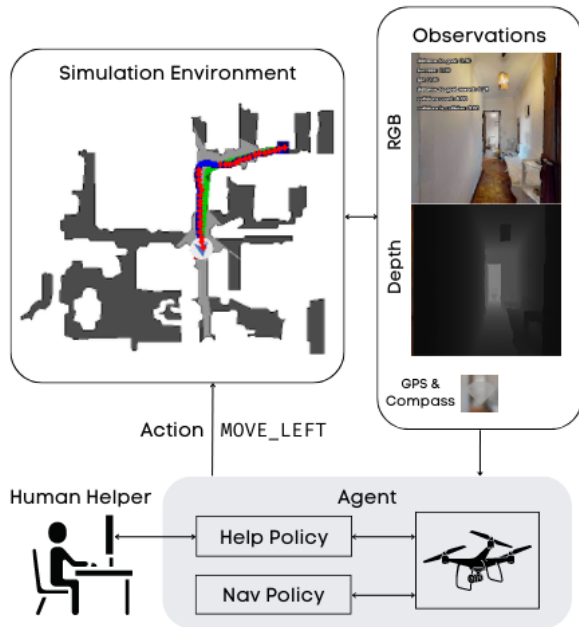 Observations
Simulation Environment
RGB
Depth
GPS &
Compass
Action
MOVE_LEFT
Human Helper
Agent
Help Policy
Nav Policy